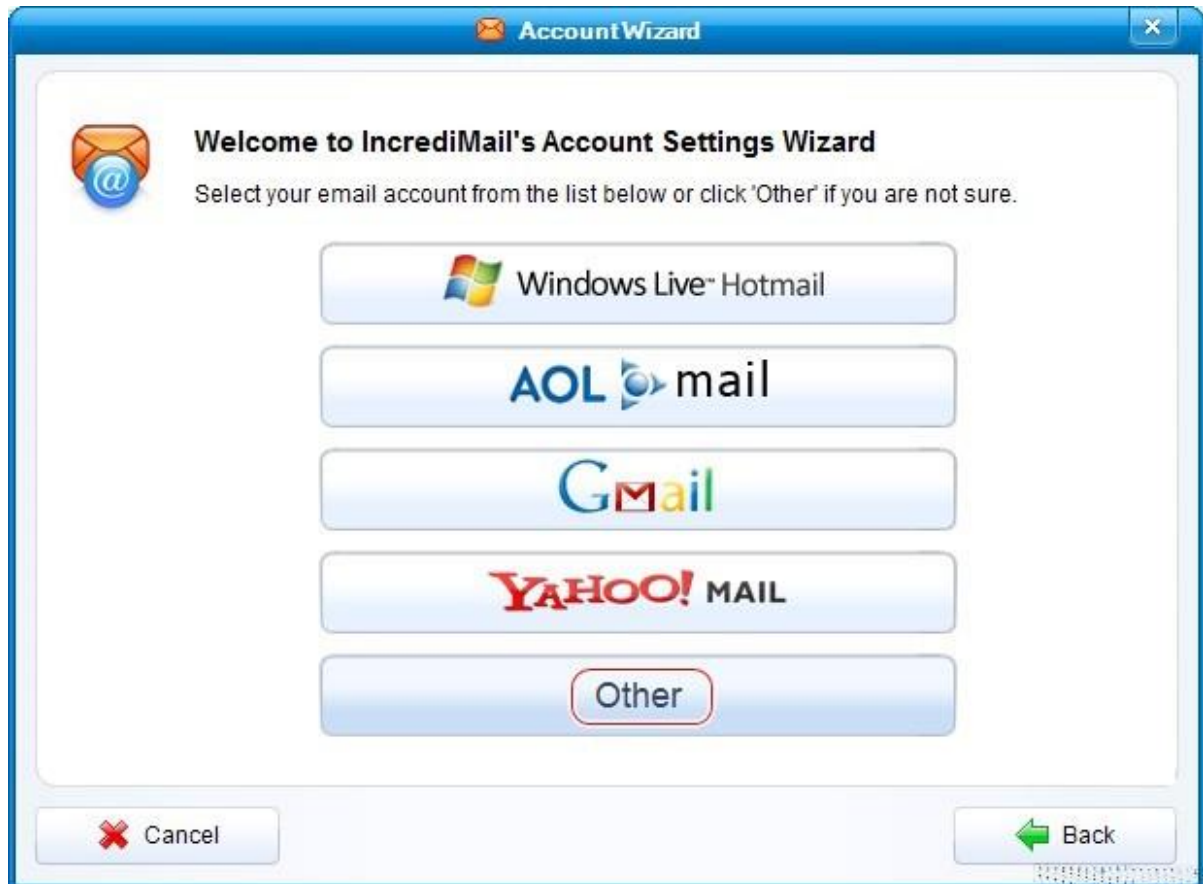 Account Wizard
Welcome to IncrediMail's Account Settings Wizard
Select your email account from the list below or click 'Other' if you are not sure.
Windows Live™ Hotmail
AOL mail
Gmail
YAHOO! MAIL
Other
Cancel
Back